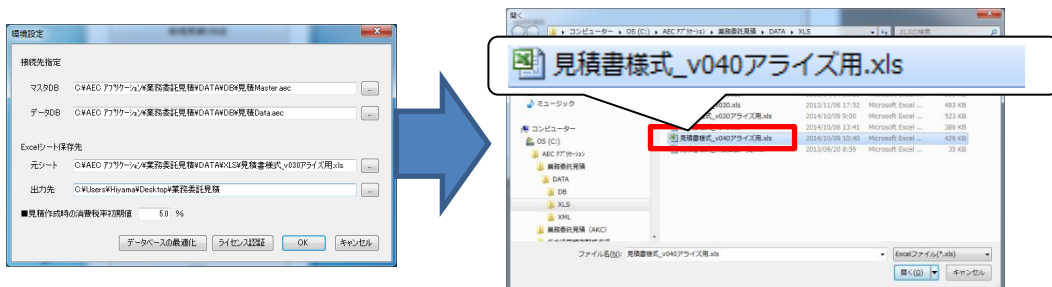 環境設定
接続先指定
マスタDB C:¥AEC アプリケーション¥業務委託見積¥DATA¥DB¥見積Master.aec ...
データDB C:¥AEC アプリケーション¥業務委託見積¥DATA¥DB¥見積Data.aec ...
Excelシート保存先
元シート C:¥AEC アプリケーション¥業務委託見積¥DATA¥XLS¥見積書様式_v030アライズ用.xls ...
出力先 C:¥Users¥Hiyama¥Desktop¥業務委託見積 ...
■見積作成時の消費税率初期値 5.0 %
データベースの最適化 ライセンス認証 OK キャンセル
開く
コンピューター ▸ OS (C:) ▸ AEC アプリケーション ▸ 業務委託見積 ▸ DATA ▸ XLS XLSの検索
見積書様式_v040アライズ用.xls
ミュージック v030.xls 2013/11/06 17:52 Microsoft Excel ... 483 KB
_v030アライズ用.xls 2014/10/09 9:00 Microsoft Excel ... 523 KB
コンピューター 2014/10/06 13:41 Microsoft Excel ... 386 KB
OS (C:) 見積書様式_v040アライズ用.xls 2014/10/09 10:40 Microsoft Excel ... 426 KB
AEC アプリケーション 2013/09/20 8:59 Microsoft Excel ... 35 KB
業務委託見積
DATA
DB
XLS
XML
業務委託見積 (AKC)
ファイル名(N): 見積書様式_v040アライズ用.xls Excelファイル(*.xls)
開く(O) キャンセル